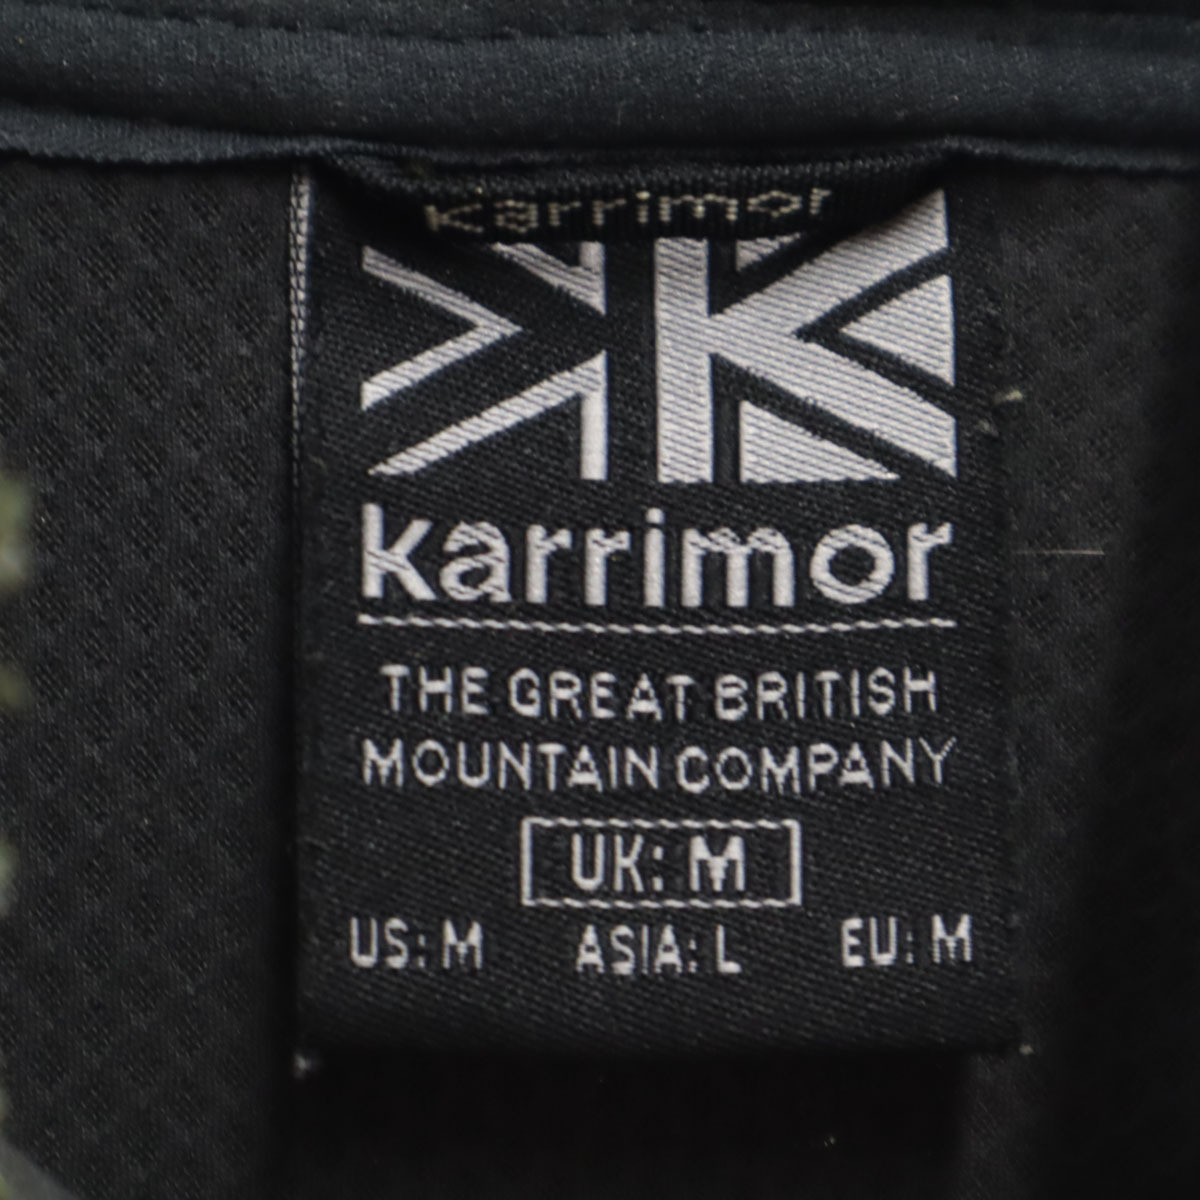 karrimor
karrimor
THE GREAT BRITISH
MOUNTAIN COMPANY
UK: M
US: M ASIA: L EU: M